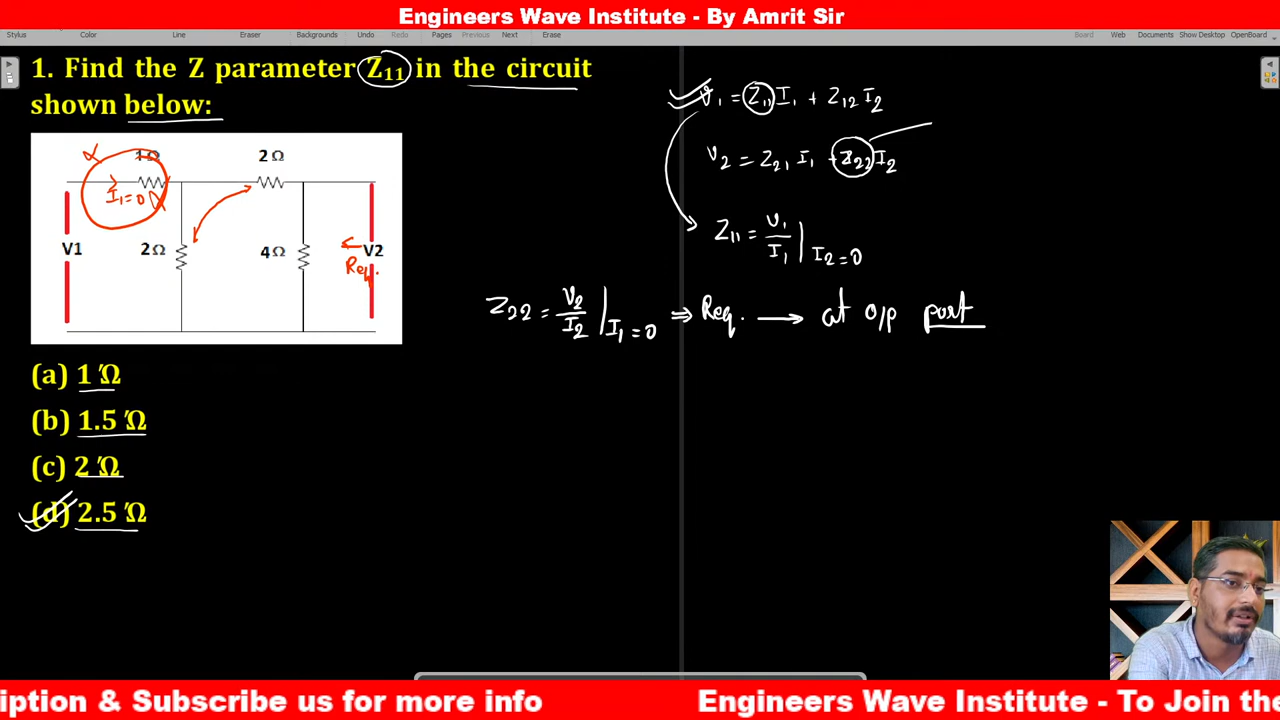 Engineers Wave Institute - By Amrit Sir
Stylus Color Line Eraser Backgrounds Undo Redo Pages Previous Next Erase Board Web Documents Show Desktop OpenBoard
1. Find the Z parameter Z11 in the circuit
shown below:
1Ω
2Ω
I1=0
V1
2Ω
4Ω
V2
Req.
(a) 1 Ω
(b) 1.5 Ω
(c) 2 Ω
(d) 2.5 Ω
V1 = Z11 I1 + Z12 I2
V2 = Z21 I1 + Z22 I2
Z11 = V1/I1 | I2=0
Z22 = V2/I2 | I1=0 ⇒ Req. → at o/p port
iption & Subscribe us for more info
Engineers Wave Institute - To Join the